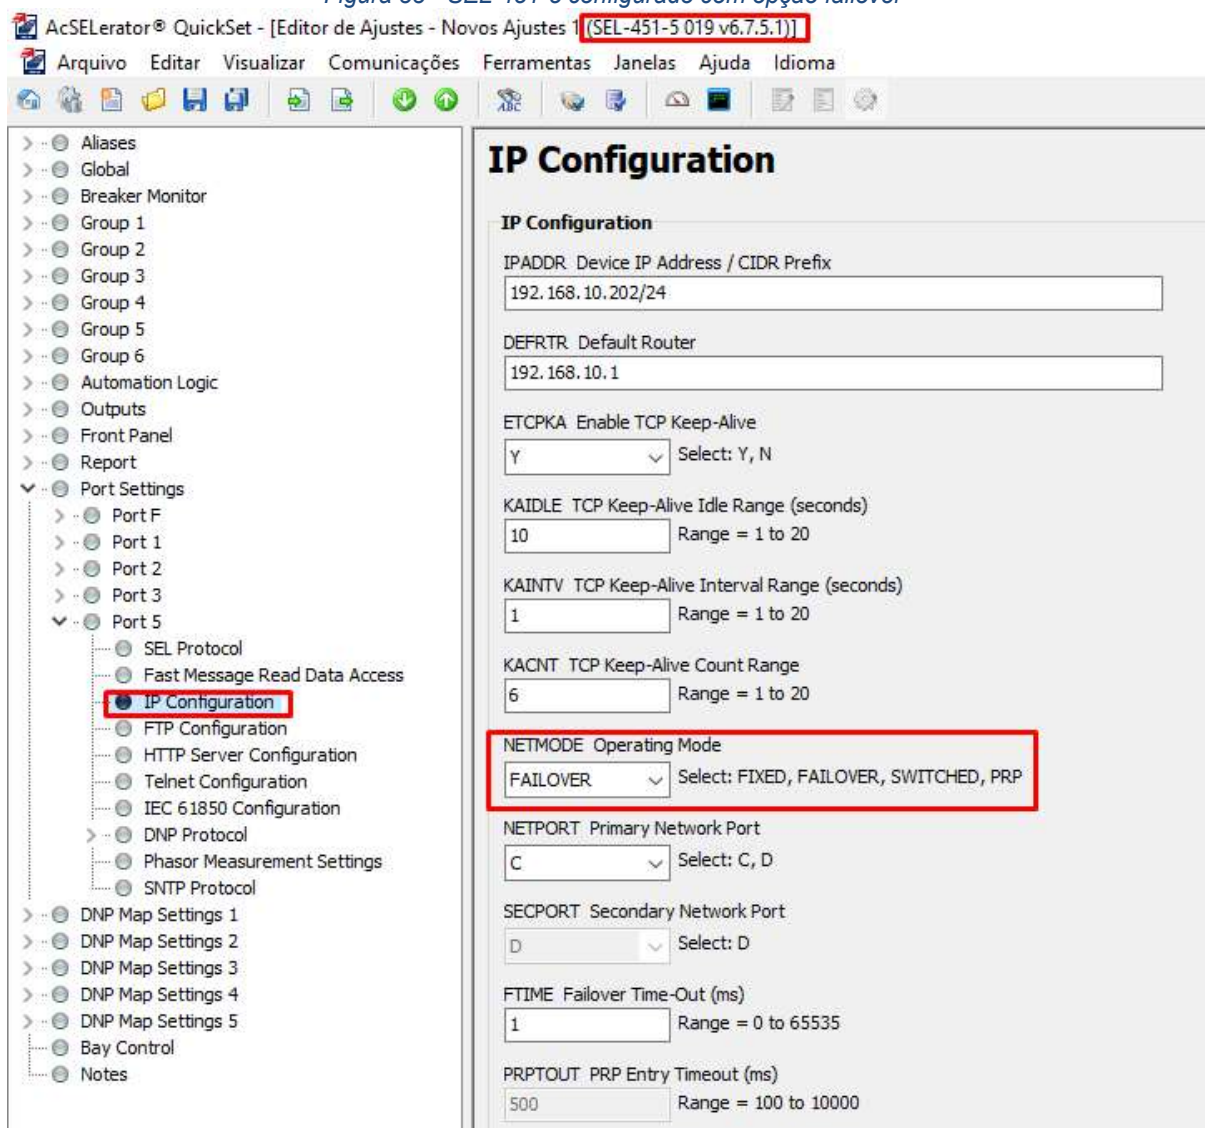 Figura 66 - SEL-451-5 configurado com opção failover
AcSELerator® QuickSet - [Editor de Ajustes - Novos Ajustes 1 (SEL-451-5 019 v6.7.5.1)]
Arquivo Editar Visualizar Comunicações Ferramentas Janelas Ajuda Idioma
Aliases
Global
Breaker Monitor
Group 1
Group 2
Group 3
Group 4
Group 5
Group 6
Automation Logic
Outputs
Front Panel
Report
Port Settings
Port F
Port 1
Port 2
Port 3
Port 5
SEL Protocol
Fast Message Read Data Access
IP Configuration
FTP Configuration
HTTP Server Configuration
Telnet Configuration
IEC 61850 Configuration
DNP Protocol
Phasor Measurement Settings
SNTP Protocol
DNP Map Settings 1
DNP Map Settings 2
DNP Map Settings 3
DNP Map Settings 4
DNP Map Settings 5
Bay Control
Notes
IP Configuration
IP Configuration
IPADDR Device IP Address / CIDR Prefix
192.168.10.202/24
DEFRTR Default Router
192.168.10.1
ETCPKA Enable TCP Keep-Alive
Y Select: Y, N
KAIDLE TCP Keep-Alive Idle Range (seconds)
10 Range = 1 to 20
KAINTV TCP Keep-Alive Interval Range (seconds)
1 Range = 1 to 20
KACNT TCP Keep-Alive Count Range
6 Range = 1 to 20
NETMODE Operating Mode
FAILOVER Select: FIXED, FAILOVER, SWITCHED, PRP
NETPORT Primary Network Port
C Select: C, D
SECPORT Secondary Network Port
D Select: D
FTIME Failover Time-Out (ms)
1 Range = 0 to 65535
PRPTOUT PRP Entry Timeout (ms)
500 Range = 100 to 10000